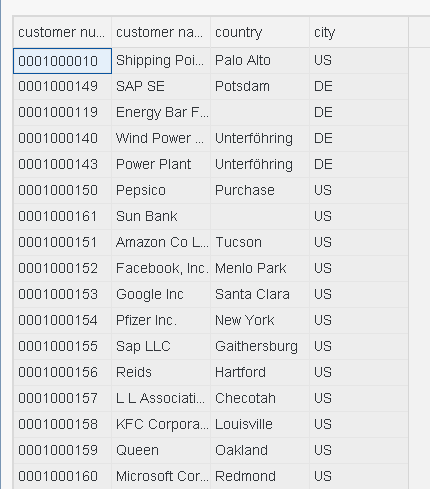 customer nu... customer na... country city
0001000010 Shipping Poi... Palo Alto US
0001000149 SAP SE Potsdam DE
0001000119 Energy Bar F... DE
0001000140 Wind Power ... Unterföhring DE
0001000143 Power Plant Unterföhring DE
0001000150 Pepsico Purchase US
0001000161 Sun Bank US
0001000151 Amazon Co L... Tucson US
0001000152 Facebook, Inc. Menlo Park US
0001000153 Google Inc Santa Clara US
0001000154 Pfizer Inc. New York US
0001000155 Sap LLC Gaithersburg US
0001000156 Reids Hartford US
0001000157 L L Associati... Checotah US
0001000158 KFC Corpora... Louisville US
0001000159 Queen Oakland US
0001000160 Microsoft Cor... Redmond US